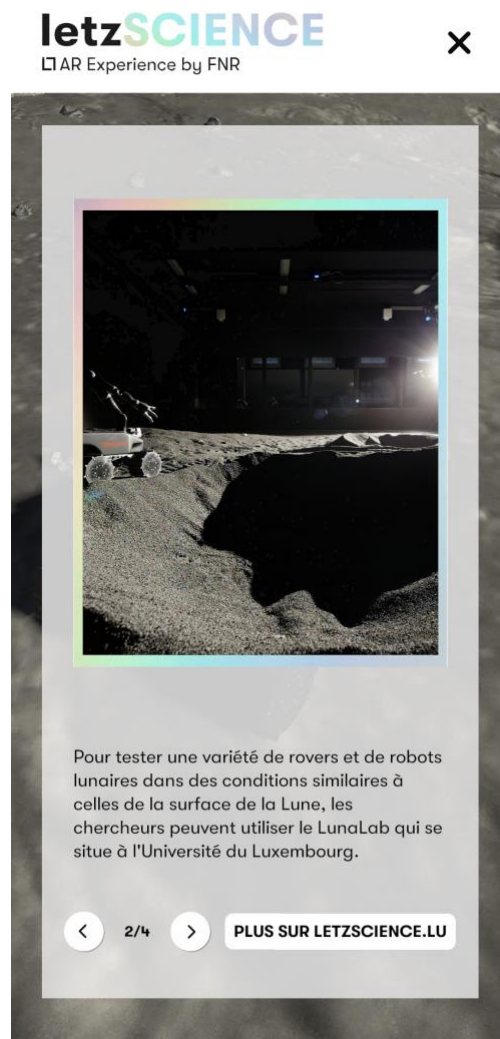 letzSCIENCE
AR Experience by FNR
Pour tester une variété de rovers et de robots
lunaires dans des conditions similaires à
celles de la surface de la Lune, les
chercheurs peuvent utiliser le LunaLab qui se
situe à l'Université du Luxembourg.
2/4
PLUS SUR LETZSCIENCE.LU